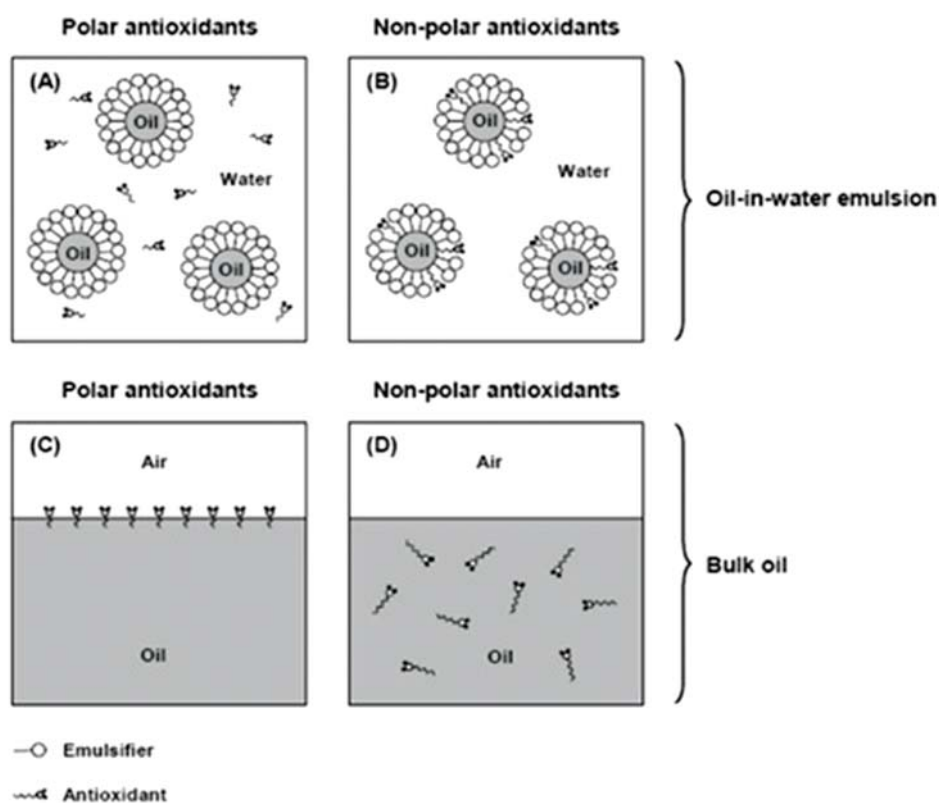 Polar antioxidants
Non-polar antioxidants
(A)
Oil
Water
Oil
Oil
(B)
Oil
Water
Oil
Oil
Oil-in-water emulsion
Polar antioxidants
Non-polar antioxidants
(C)
Air
Oil
(D)
Air
Oil
Bulk oil
Emulsifier
Antioxidant